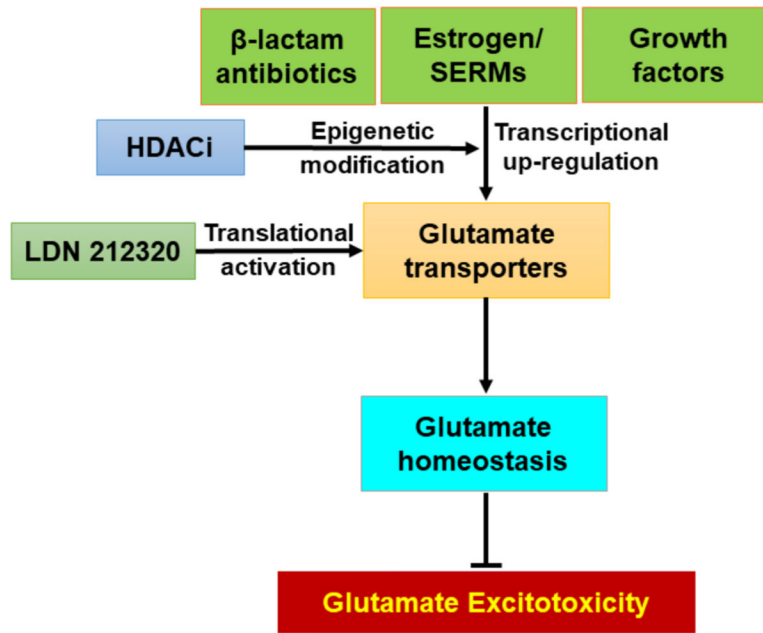 β-lactam
antibiotics
Estrogen/
SERMs
Growth
factors
HDACi
Epigenetic
modification
Transcriptional
up-regulation
LDN 212320
Translational
activation
Glutamate
transporters
Glutamate
homeostasis
Glutamate Excitotoxicity